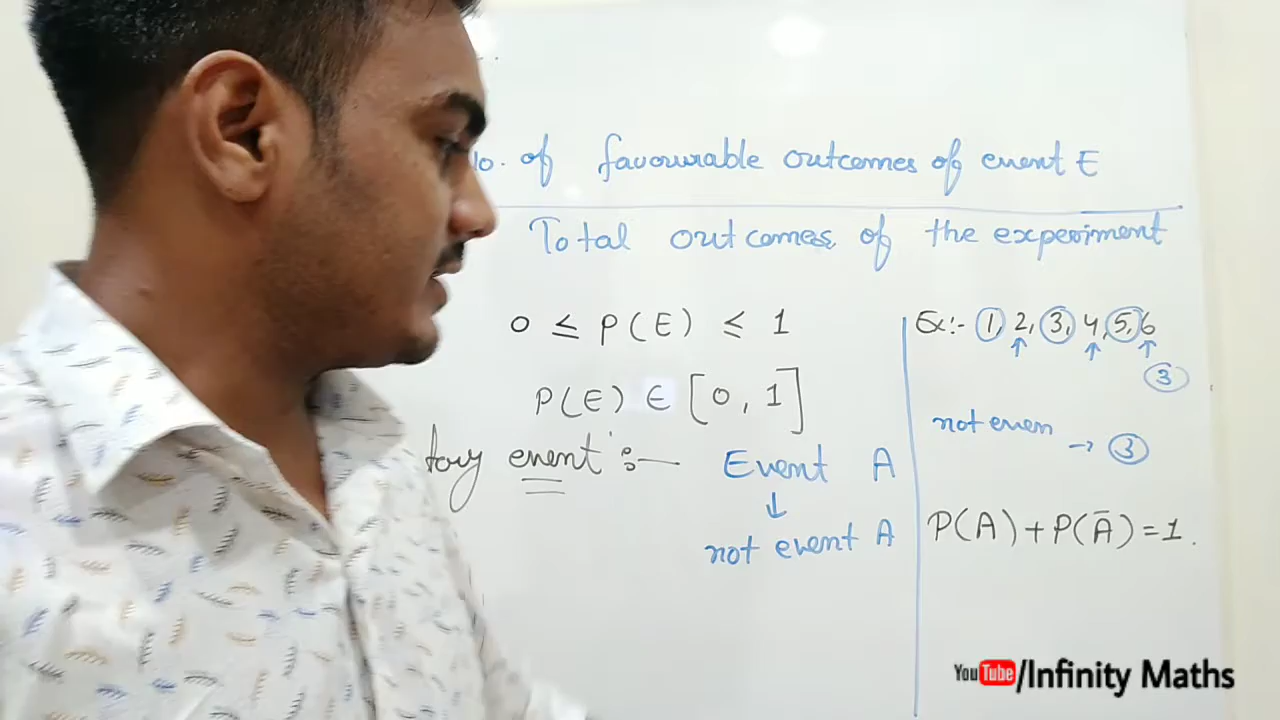 of favourable outcomes of event E
Total outcomes of the experiment
0 ≤ P(E) ≤ 1
P(E) ∈ [0, 1]
event :— Event A
↓
not event A
Ex:- 1, 2, 3, 4, 5, 6
↑ ↑ ↑
3
not even → 3
P(A) + P(Ā) = 1.
YouTube/Infinity Maths